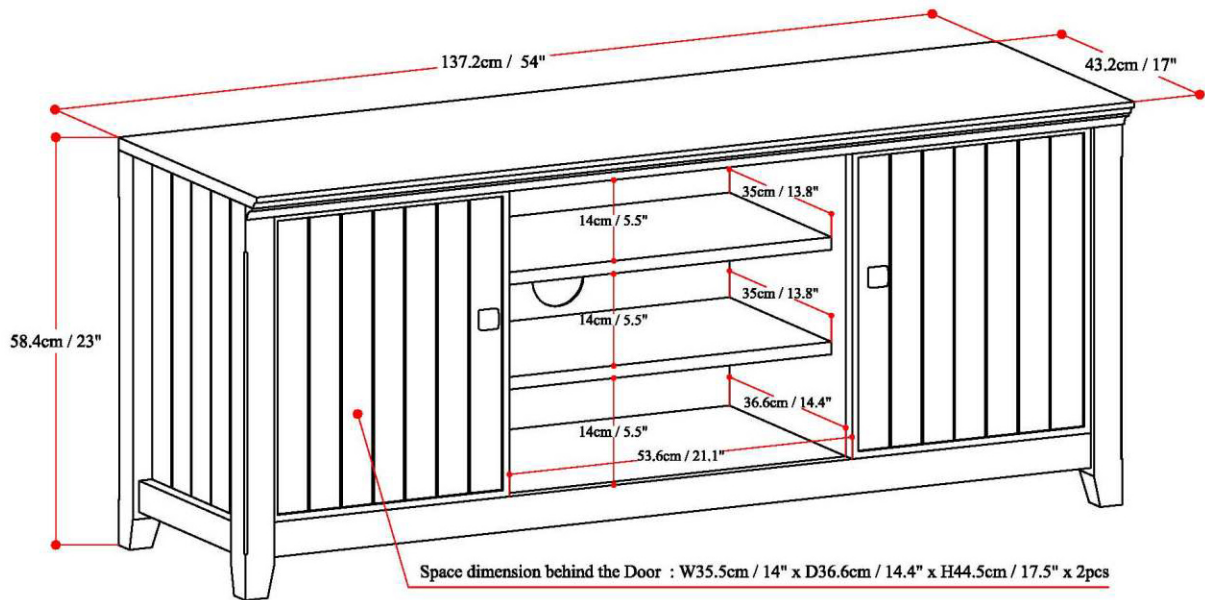 137.2cm / 54"
43.2cm / 17"
35cm / 13.8"
14cm / 5.5"
35cm / 13.8"
14cm / 5.5"
58.4cm / 23"
36.6cm / 14.4"
14cm / 5.5"
53.6cm / 21.1"
Space dimension behind the Door : W35.5cm / 14" x D36.6cm / 14.4" x H44.5cm / 17.5" x 2pcs